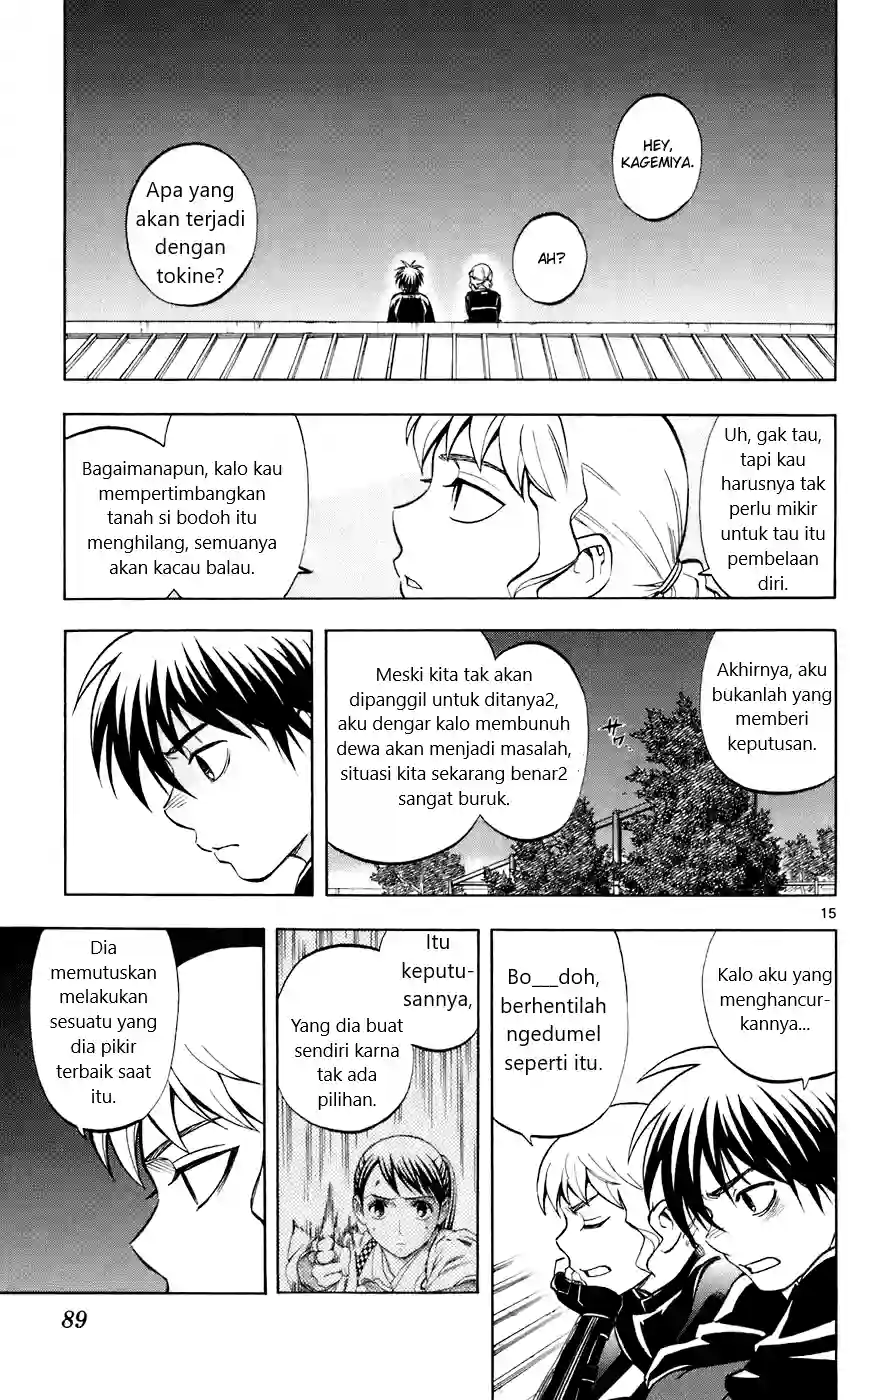 HEY,
KAGEMIYA.
AH?
Apa yang
akan terjadi
dengan
tokine?
Uh, gak tau,
tapi kau
harusnya tak
perlu mikir
untuk tau itu
pembelaan
diri.
Bagaimanapun, kalo kau
mempertimbangkan
tanah si bodoh itu
menghilang, semuanya
akan kacau balau.
Akhirnya, aku
bukanlah yang
memberi
keputusan.
Meski kita tak akan
dipanggil untuk ditanya2,
aku dengar kalo membunuh
dewa akan menjadi masalah,
situasi kita sekarang benar2
sangat buruk.
15
Kalo aku yang
menghancur-
kannya...
Bo___doh,
berhentilah
ngedumel
seperti itu.
Itu
keputu-
sannya,
Yang dia buat
sendiri karna
tak ada
pilihan.
Dia
memutuskan
melakukan
sesuatu yang
dia pikir
terbaik saat
itu.
89